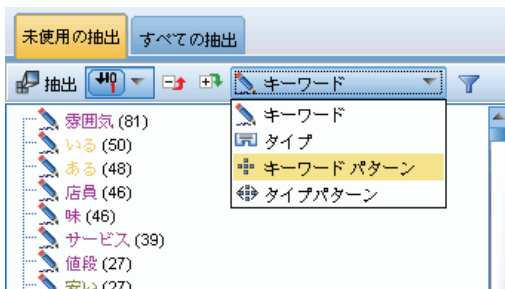 未使用の抽出 すべての抽出
抽出 キーワード
雰囲気 (81)
いる (50)
ある (48)
店員 (46)
味 (46)
サービス (39)
値段 (27)
安い (27)
キーワード
タイプ
キーワード パターン
タイプパターン